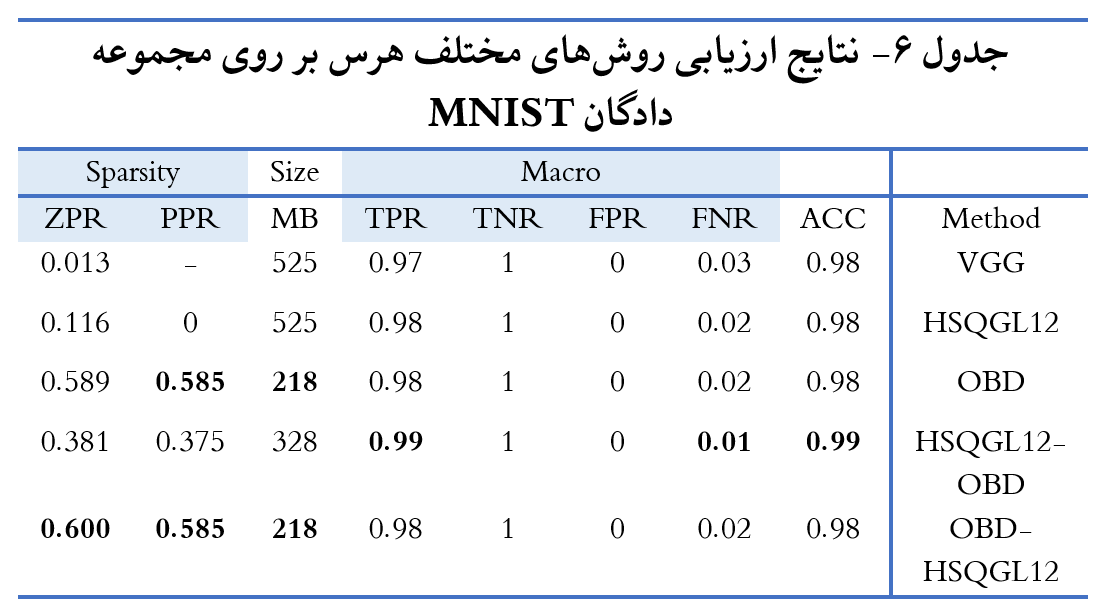 جدول ۶- نتایج ارزیابی روش‌های مختلف هرس بر روی مجموعه
دادگان MNIST
Sparsity Size Macro
ZPR PPR MB TPR TNR FPR FNR ACC Method
0.013 - 525 0.97 1 0 0.03 0.98 VGG
0.116 0 525 0.98 1 0 0.02 0.98 HSQGL12
0.589 0.585 218 0.98 1 0 0.02 0.98 OBD
0.381 0.375 328 0.99 1 0 0.01 0.99 HSQGL12-
OBD
0.600 0.585 218 0.98 1 0 0.02 0.98 OBD-
HSQGL12